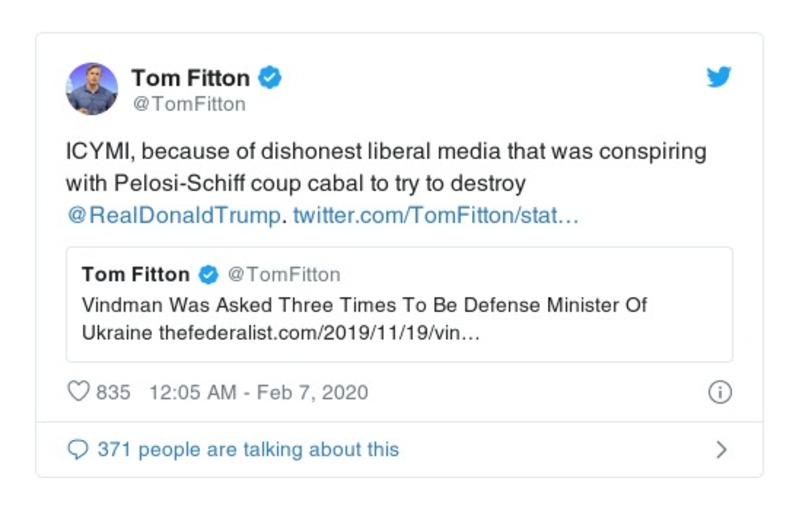 Tom Fitton
@TomFitton
ICYMI, because of dishonest liberal media that was conspiring
with Pelosi-Schiff coup cabal to try to destroy
@RealDonaldTrump. twitter.com/TomFitton/stat…
Tom Fitton @TomFitton
Vindman Was Asked Three Times To Be Defense Minister Of
Ukraine thefederalist.com/2019/11/19/vin…
835 12:05 AM - Feb 7, 2020
371 people are talking about this